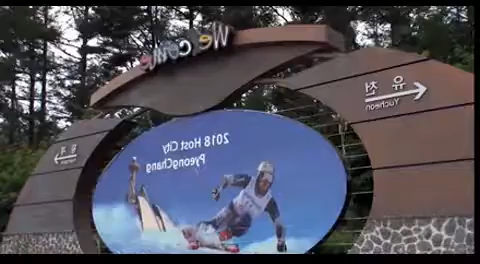 Welcome
2018 Host City
PyeongChang
유천
Yucheon